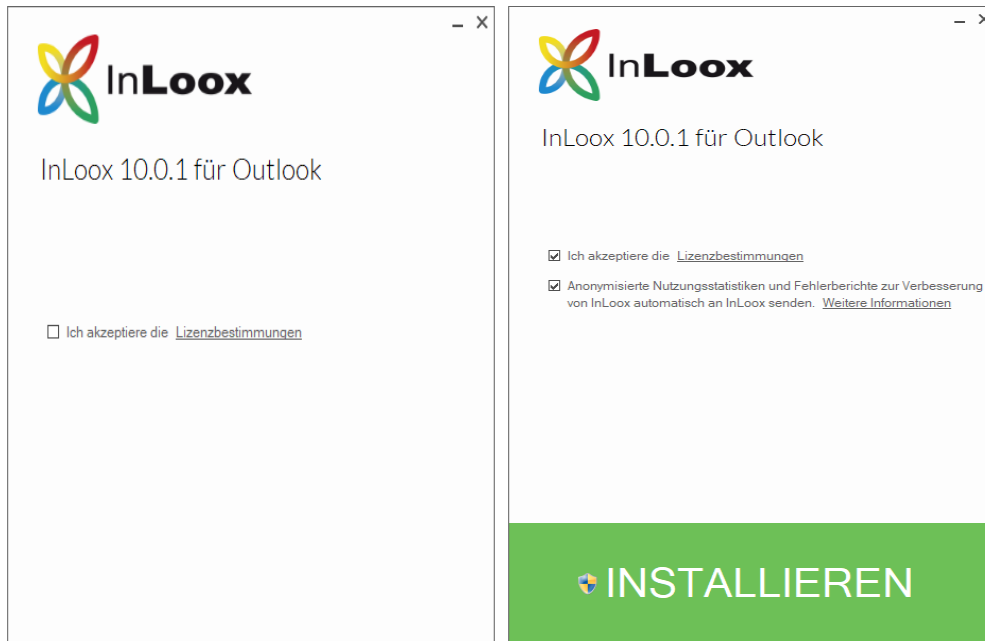 InLoox
InLoox 10.0.1 für Outlook
Ich akzeptiere die Lizenzbestimmungen
InLoox
InLoox 10.0.1 für Outlook
Ich akzeptiere die Lizenzbestimmungen
Anonymisierte Nutzungsstatistiken und Fehlerberichte zur Verbesserung
von InLoox automatisch an InLoox senden. Weitere Informationen
INSTALLIEREN